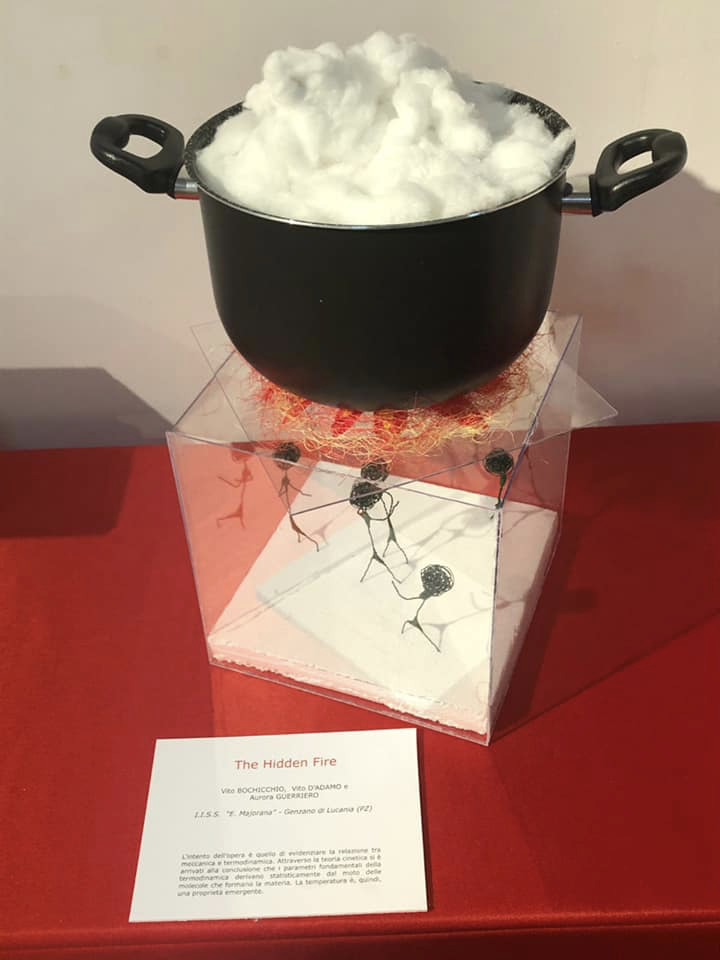 The Hidden Fire
Vito BOCHICCHIO, Vito D'ADAMO e
Aurora GUERRIERO
I.I.S.S. "E. Majorana" - Genzano di Lucania (PZ)
L'intento dell'opera è quello di evidenziare la relazione tra
meccanica e termodinamica. Attraverso la teoria cinetica si è
arrivati alla conclusione che i parametri fondamentali della
termodinamica derivano statisticamente dal moto delle
molecole che formano la materia. La temperatura è, quindi,
una proprietà emergente.